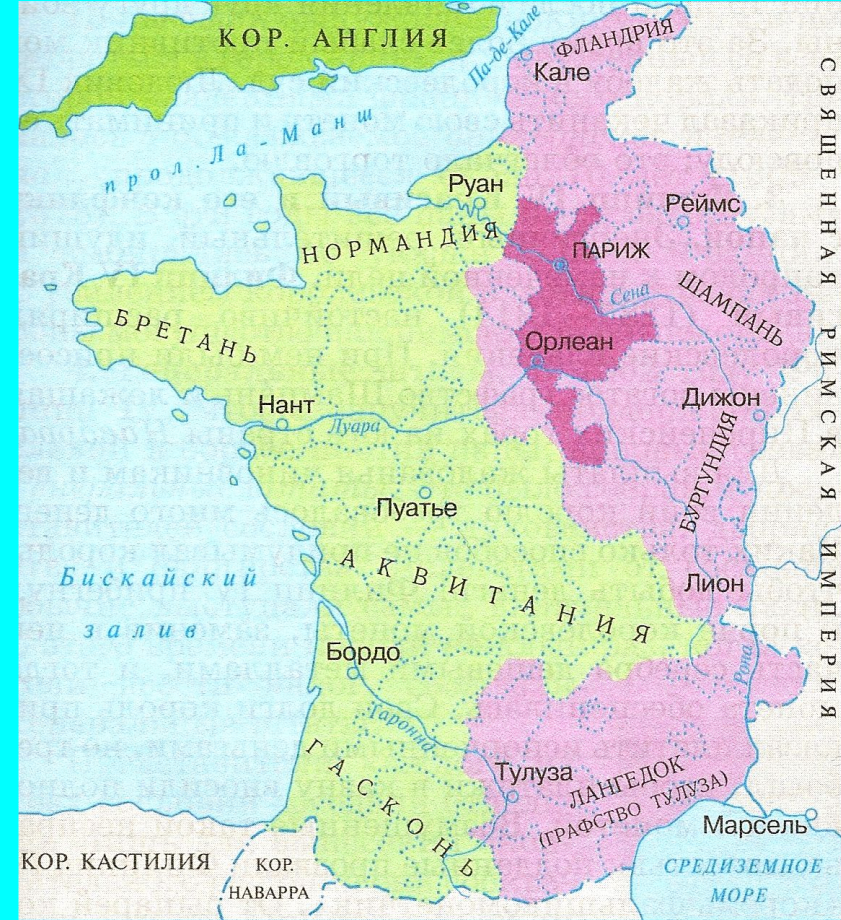 КОР. АНГЛИЯ
Па-де-Кале
ФЛАНДРИЯ
Кале
прол. Ла-Манш
Руан
НОРМАНДИЯ
Реймс
ПАРИЖ
Сена
ШАМПАНЬ
БРЕТАНЬ
Орлеан
Нант
Луара
Дижон
БУРГУНДИЯ
Пуатье
АКВИТАНИЯ
Лион
Бискайский
залив
Бордо
Рона
Гаронна
ГАСКОНЬ
Тулуза
ЛАНГЕДОК
(ГРАФСТВО ТУЛУЗА)
Марсель
КОР. КАСТИЛИЯ
КОР.
НАВАРРА
СРЕДИЗЕМНОЕ
МОРЕ
СВЯЩЕННАЯ РИМСКАЯ ИМПЕРИЯ